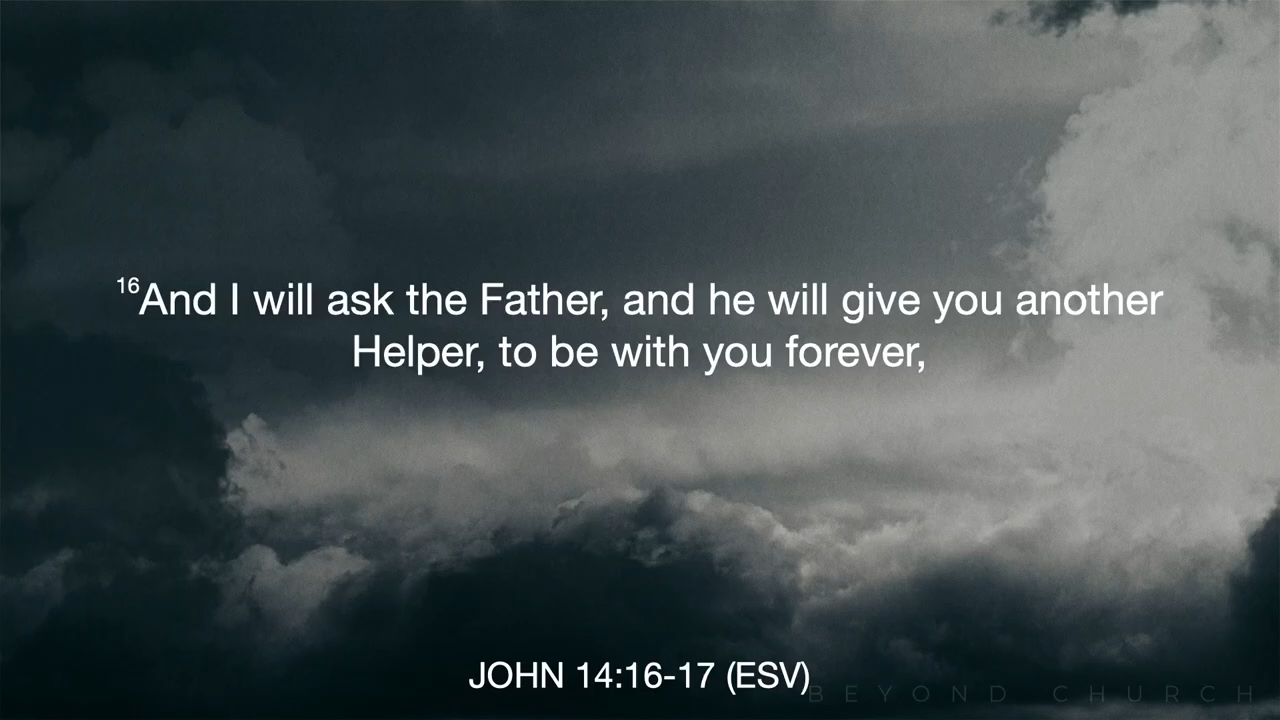 16And I will ask the Father, and he will give you another
Helper, to be with you forever,
JOHN 14:16-17 (ESV)
BEYOND CHURCH